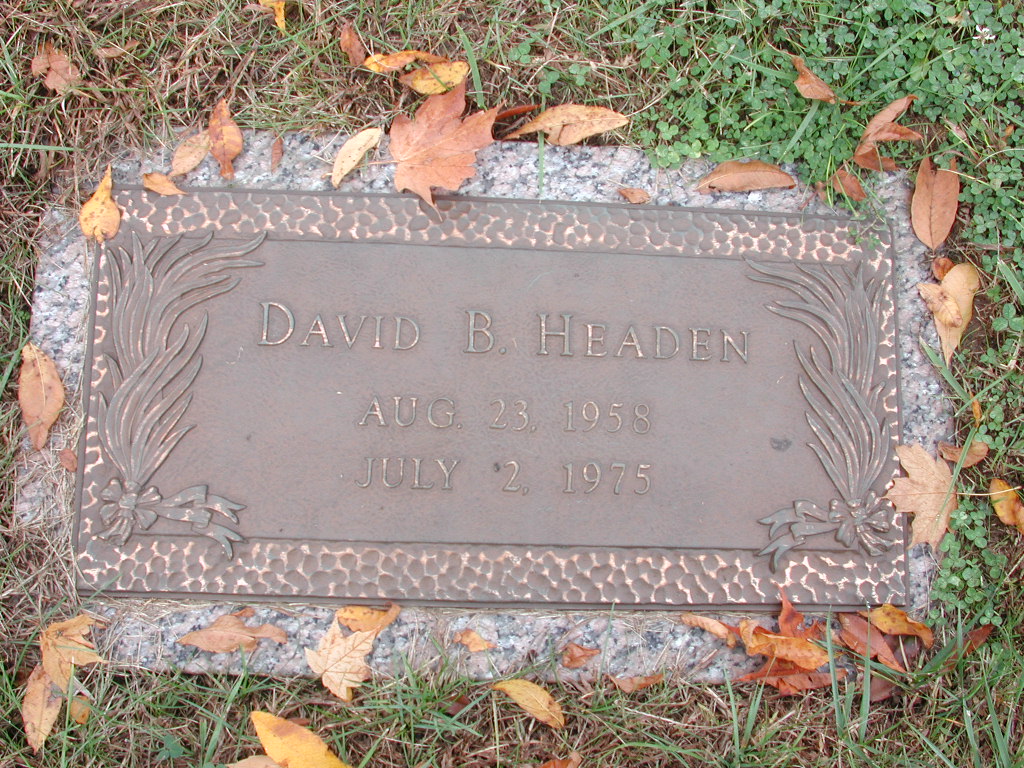 David B. Headen
Aug. 23, 1958
July 2, 1975